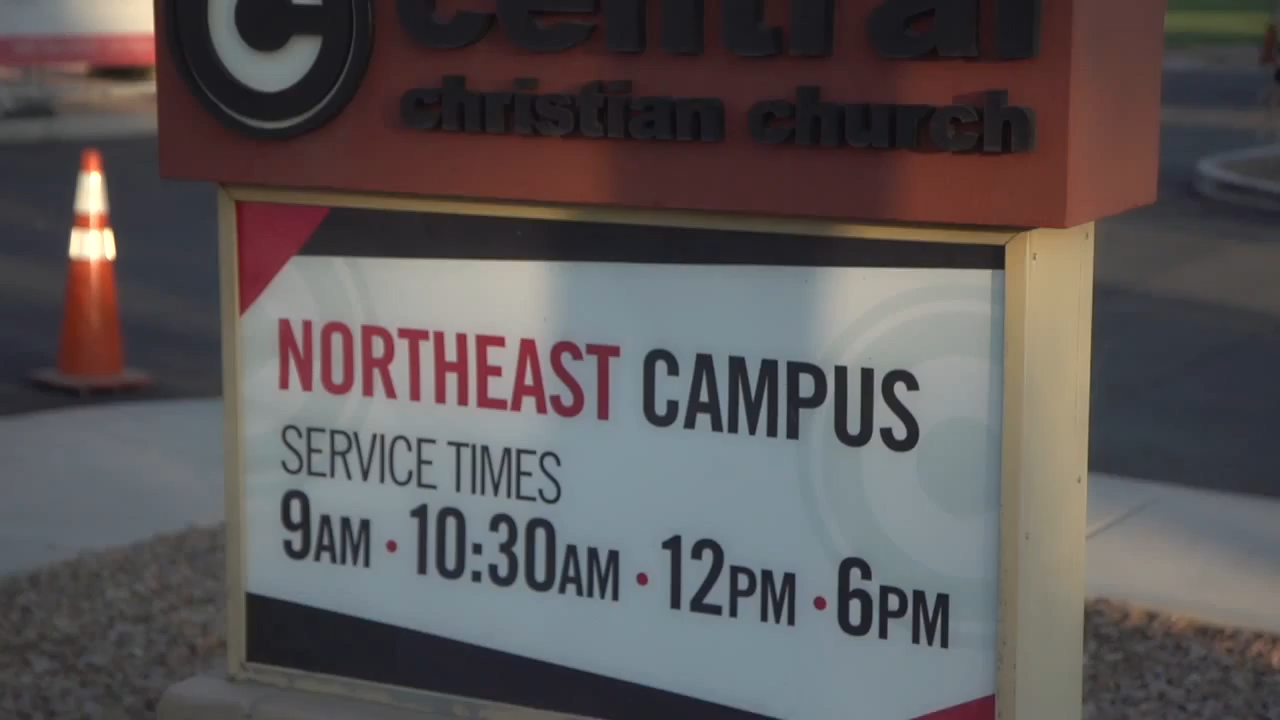 C
central
christian church
NORTHEAST CAMPUS
SERVICE TIMES
9AM · 10:30AM · 12PM · 6PM